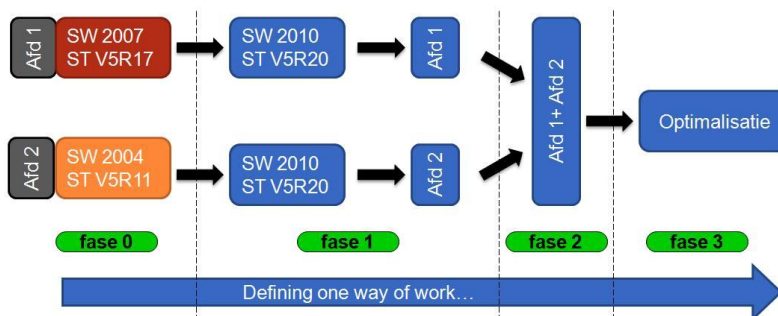 Afd 1
SW 2007
ST V5R17
SW 2010
ST V5R20
Afd 1
Afd 1+ Afd 2
Optimalisatie
Afd 2
SW 2004
ST V5R11
SW 2010
ST V5R20
Afd 2
fase 0
fase 1
fase 2
fase 3
Defining one way of work…